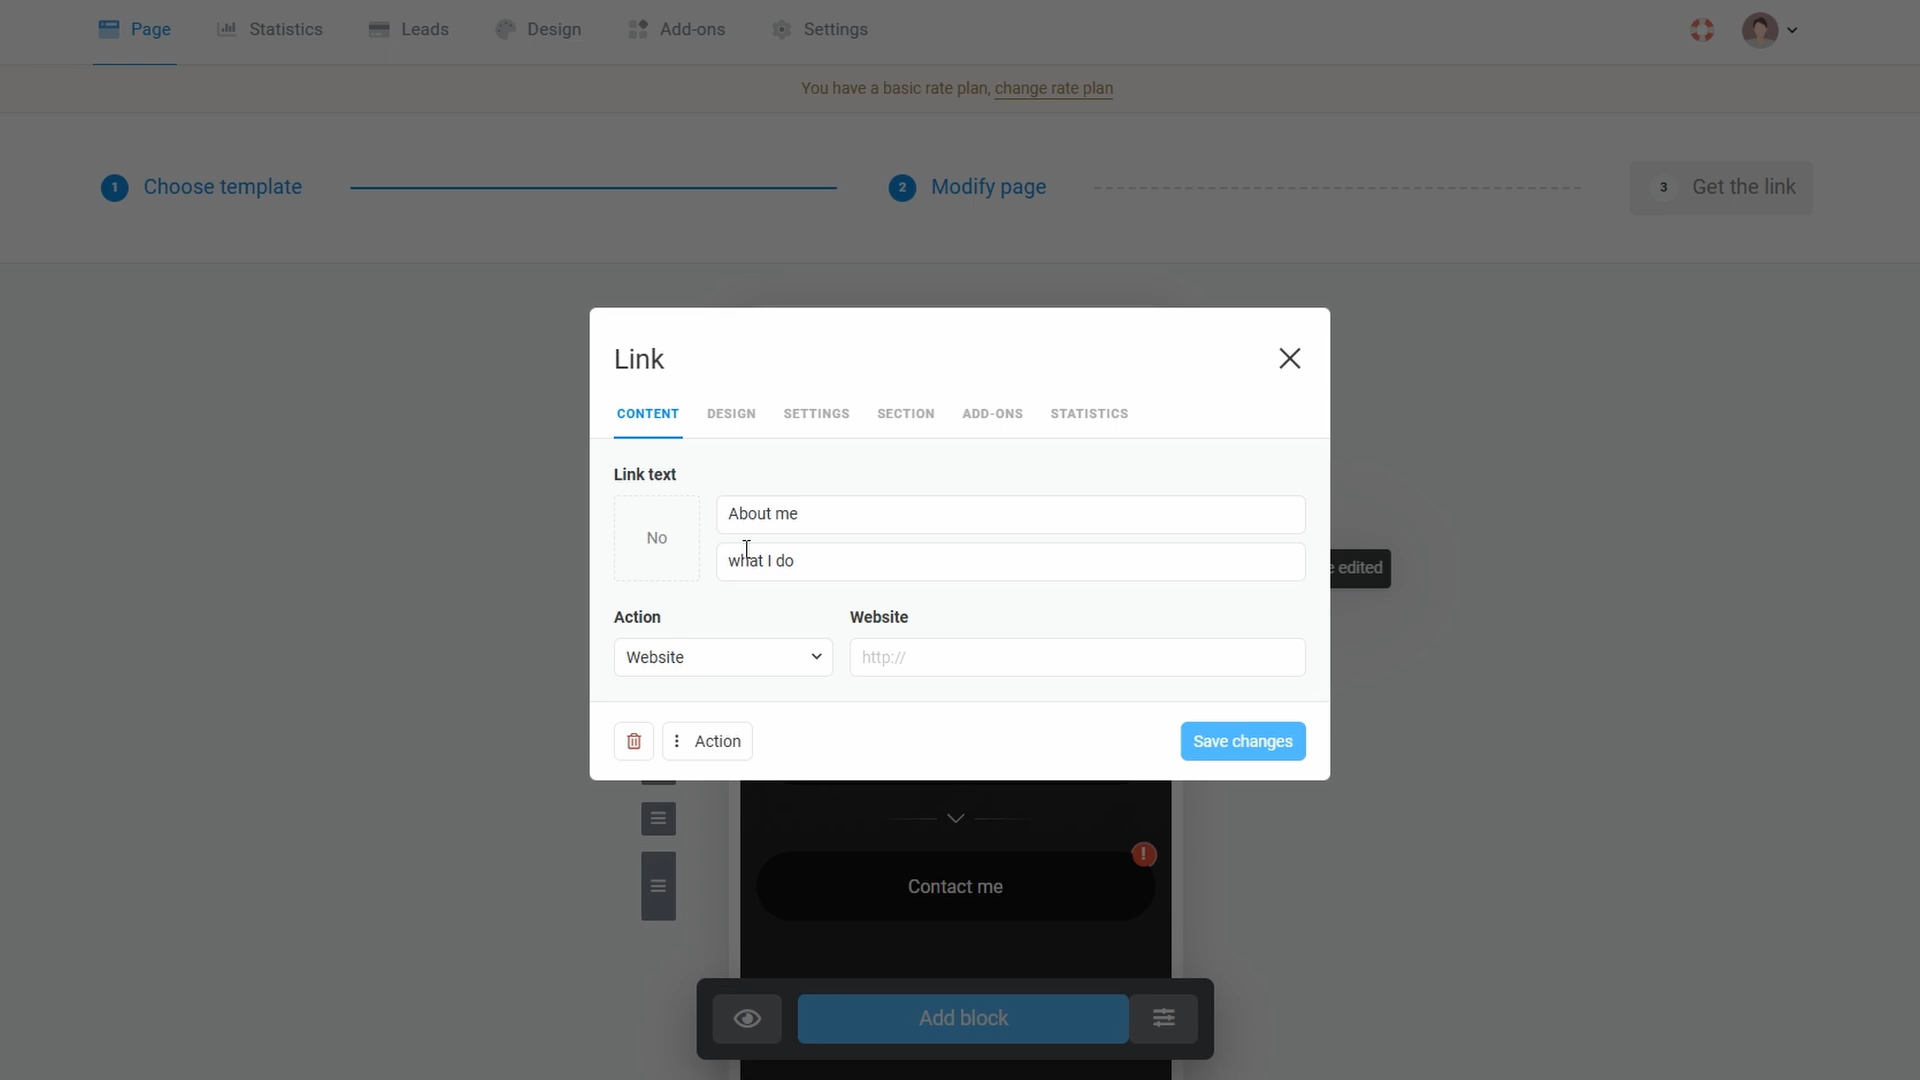 Page
Statistics
Leads
Design
Add-ons
Settings
You have a basic rate plan, change rate plan
1 Choose template
2 Modify page
3 Get the link
Link
CONTENT
DESIGN
SETTINGS
SECTION
ADD-ONS
STATISTICS
Link text
No
About me
what I do
edited
Action
Website
Website
http://
Action
Save changes
Contact me
!
Add block